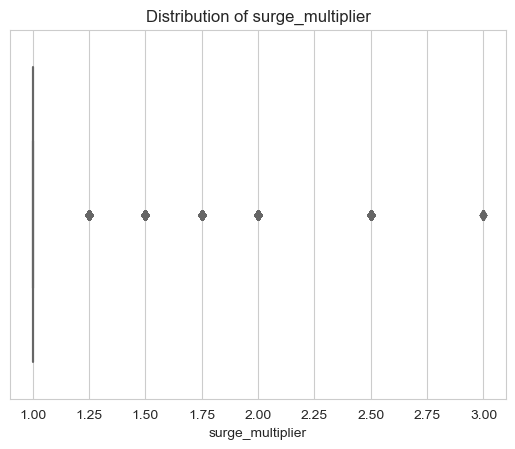 Distribution of surge_multiplier
1.00 1.25 1.50 1.75 2.00 2.25 2.50 2.75 3.00
surge_multiplier